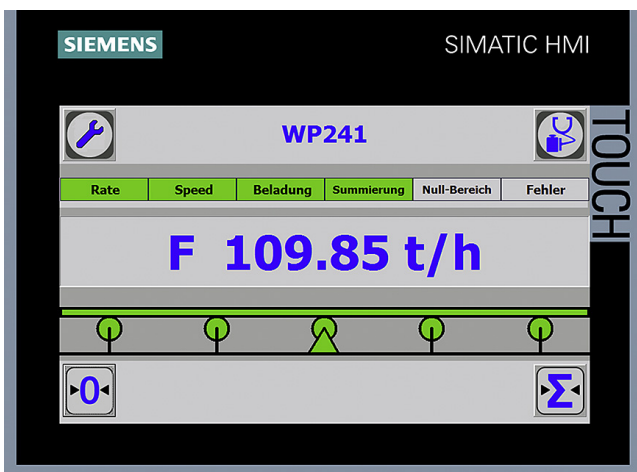 SIEMENS
SIMATIC HMI
TOUCH
WP241
Rate Speed Beladung Summierung Null-Bereich Fehler
F 109.85 t/h
0 Σ